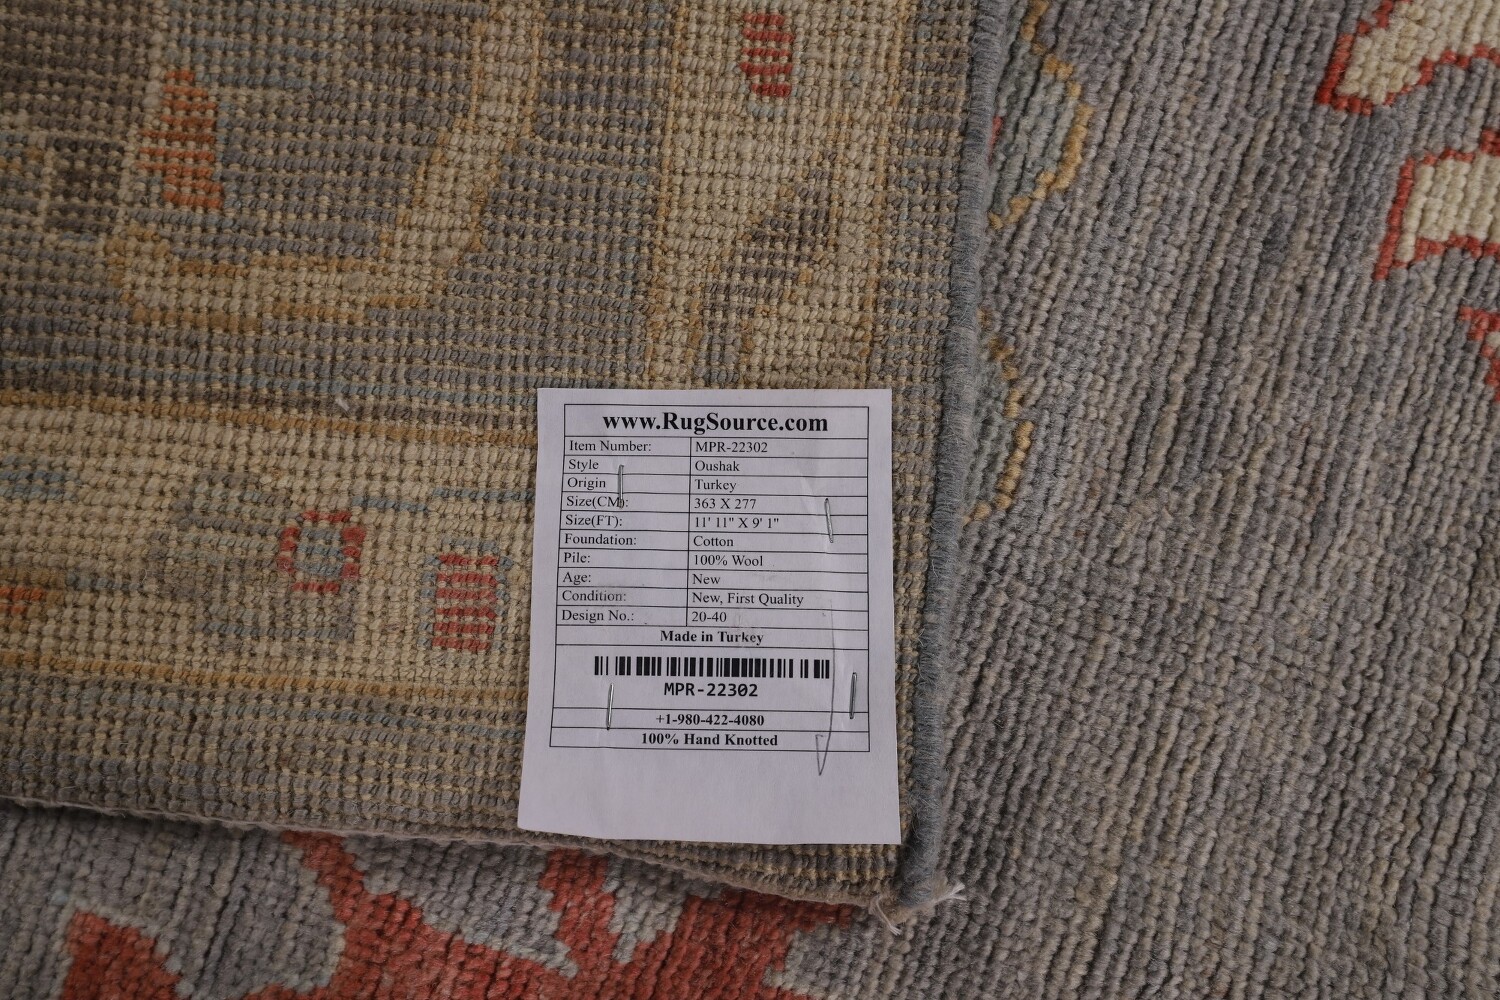 www.RugSource.com
Item Number: MPR-22302
Style Oushak
Origin Turkey
Size(CM): 363 X 277
Size(FT): 11' 11" X 9' 1"
Foundation: Cotton
Pile: 100% Wool
Age: New
Condition: New, First Quality
Design No.: 20-40
Made in Turkey
MPR-22302
+1-980-422-4080
100% Hand Knotted